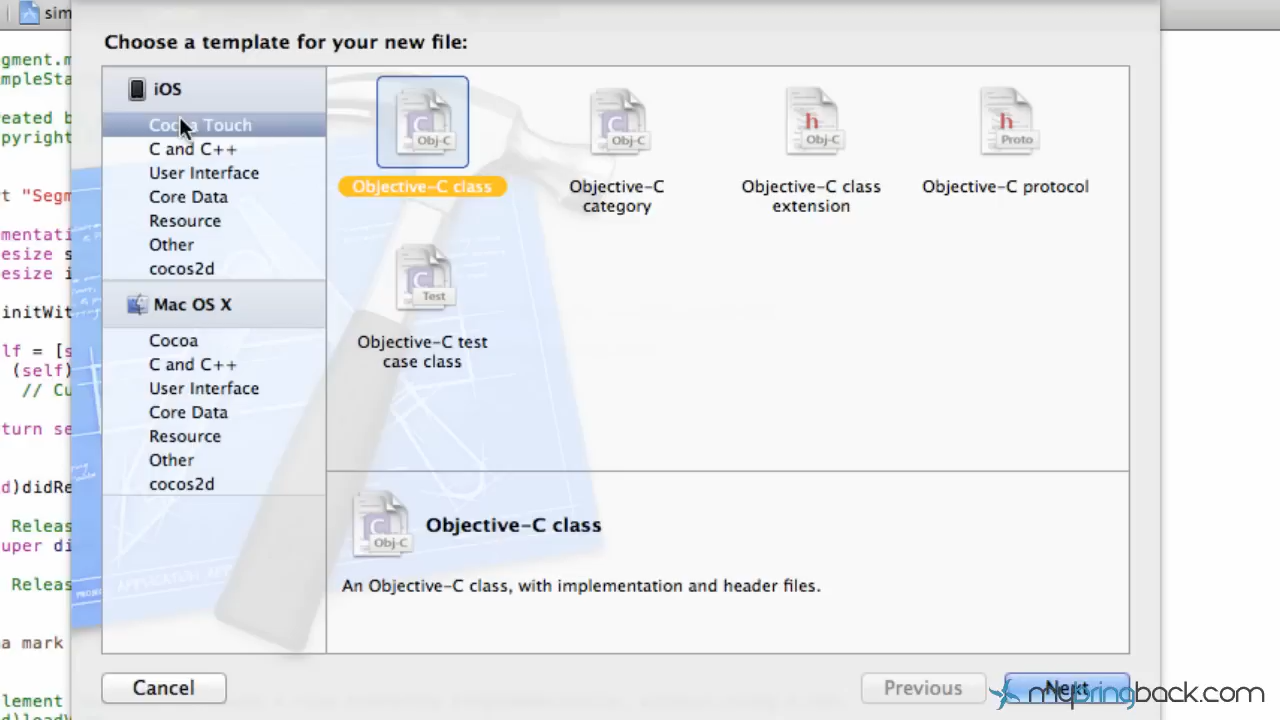 sim
Choose a template for your new file:
iOS
Cocoa Touch
C and C++
User Interface
Core Data
Resource
Other
cocos2d
Mac OS X
Cocoa
C and C++
User Interface
Core Data
Resource
Other
cocos2d
Obj-C
Objective-C class
Obj-C
Objective-C
category
h
Obj-C
Objective-C class
extension
h
Proto
Objective-C protocol
C
Test
Objective-C test
case class
Obj-C
Objective-C class
An Objective-C class, with implementation and header files.
Cancel
Previous
Next
mybringback.com
gment.m
mpleSta
eated b
opyright
rt "Segm
mentati
esize s
esize i
initWit
lf = [s
(self)
// Cu
turn se
d)didRe
Releas
uper di
Releas
a mark
lement